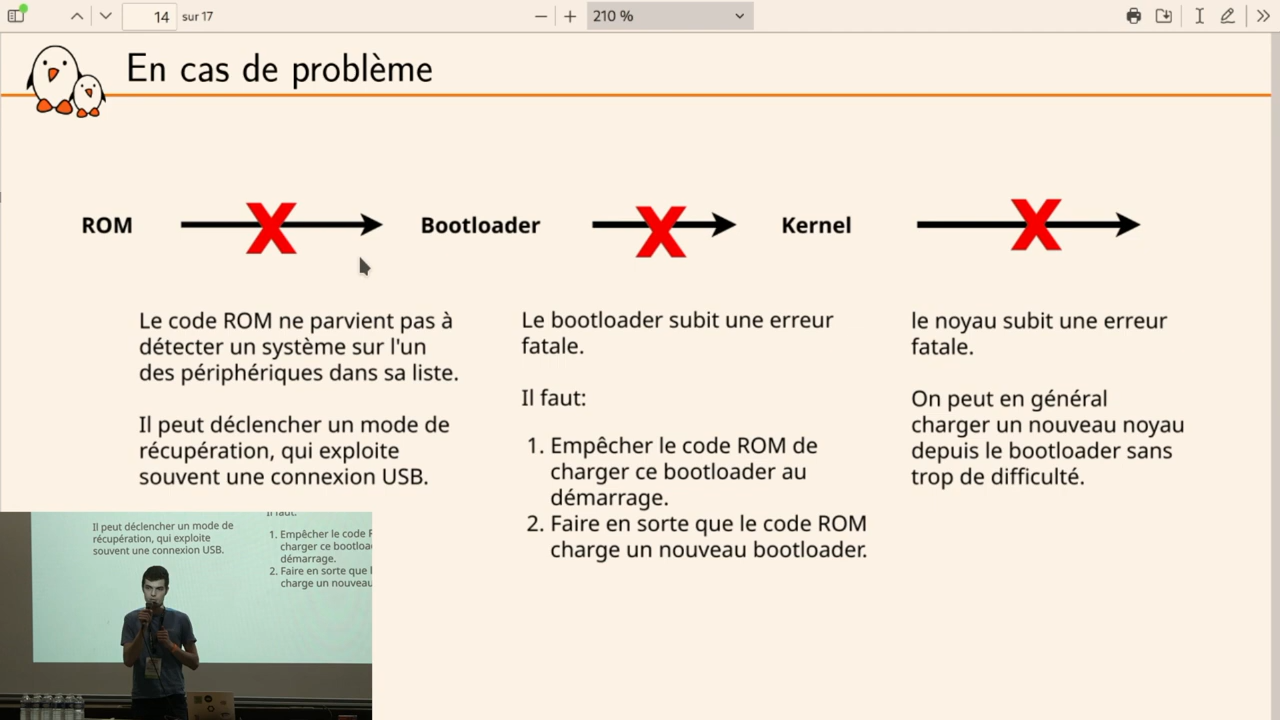 14 sur 17
210 %
En cas de problème
ROM
Bootloader
Kernel
Le code ROM ne parvient pas à
détecter un système sur l'un
des périphériques dans sa liste.
Il peut déclencher un mode de
récupération, qui exploite
souvent une connexion USB.
Le bootloader subit une erreur
fatale.
Il faut:
1. Empêcher le code ROM de
charger ce bootloader au
démarrage.
2. Faire en sorte que le code ROM
charge un nouveau bootloader.
le noyau subit une erreur
fatale.
On peut en général
charger un nouveau noyau
depuis le bootloader sans
trop de difficulté.
Il peut déclencher un mode de
récupération, qui exploite
souvent une connexion USB.
Il faut:
1. Empêcher le code
charger ce bootloa
démarrage.
2. Faire en sorte que l
charge un nouveau